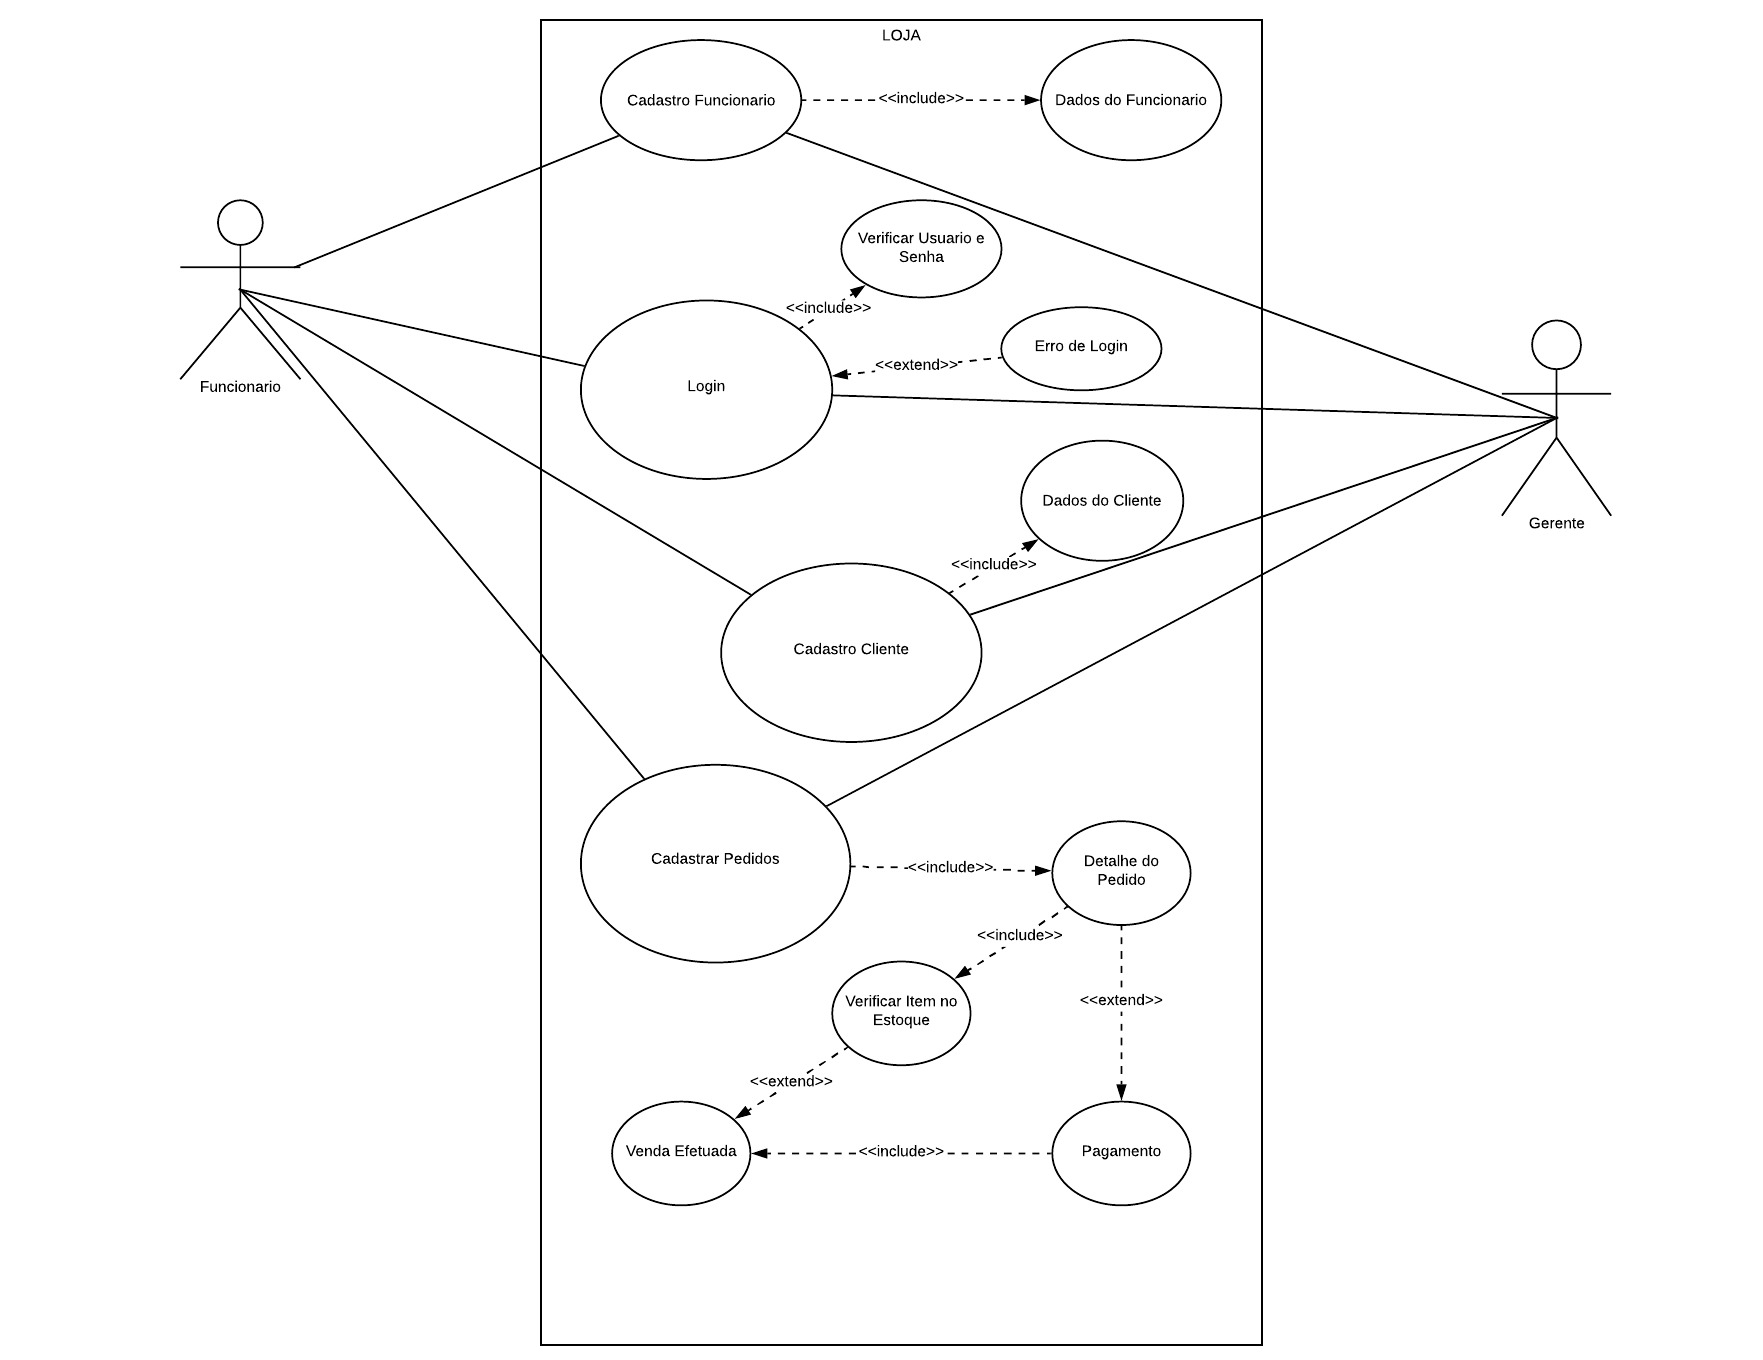 LOJA
Cadastro Funcionario
<<include>>
Dados do Funcionario
Verificar Usuario e
Senha
<<include>>
Erro de Login
<<extend>>
Login
Funcionario
Dados do Cliente
Gerente
<<include>>
Cadastro Cliente
Cadastrar Pedidos
<<include>>
Detalhe do
Pedido
<<include>>
Verificar Item no
Estoque
<<extend>>
<<extend>>
Venda Efetuada
<<include>>
Pagamento